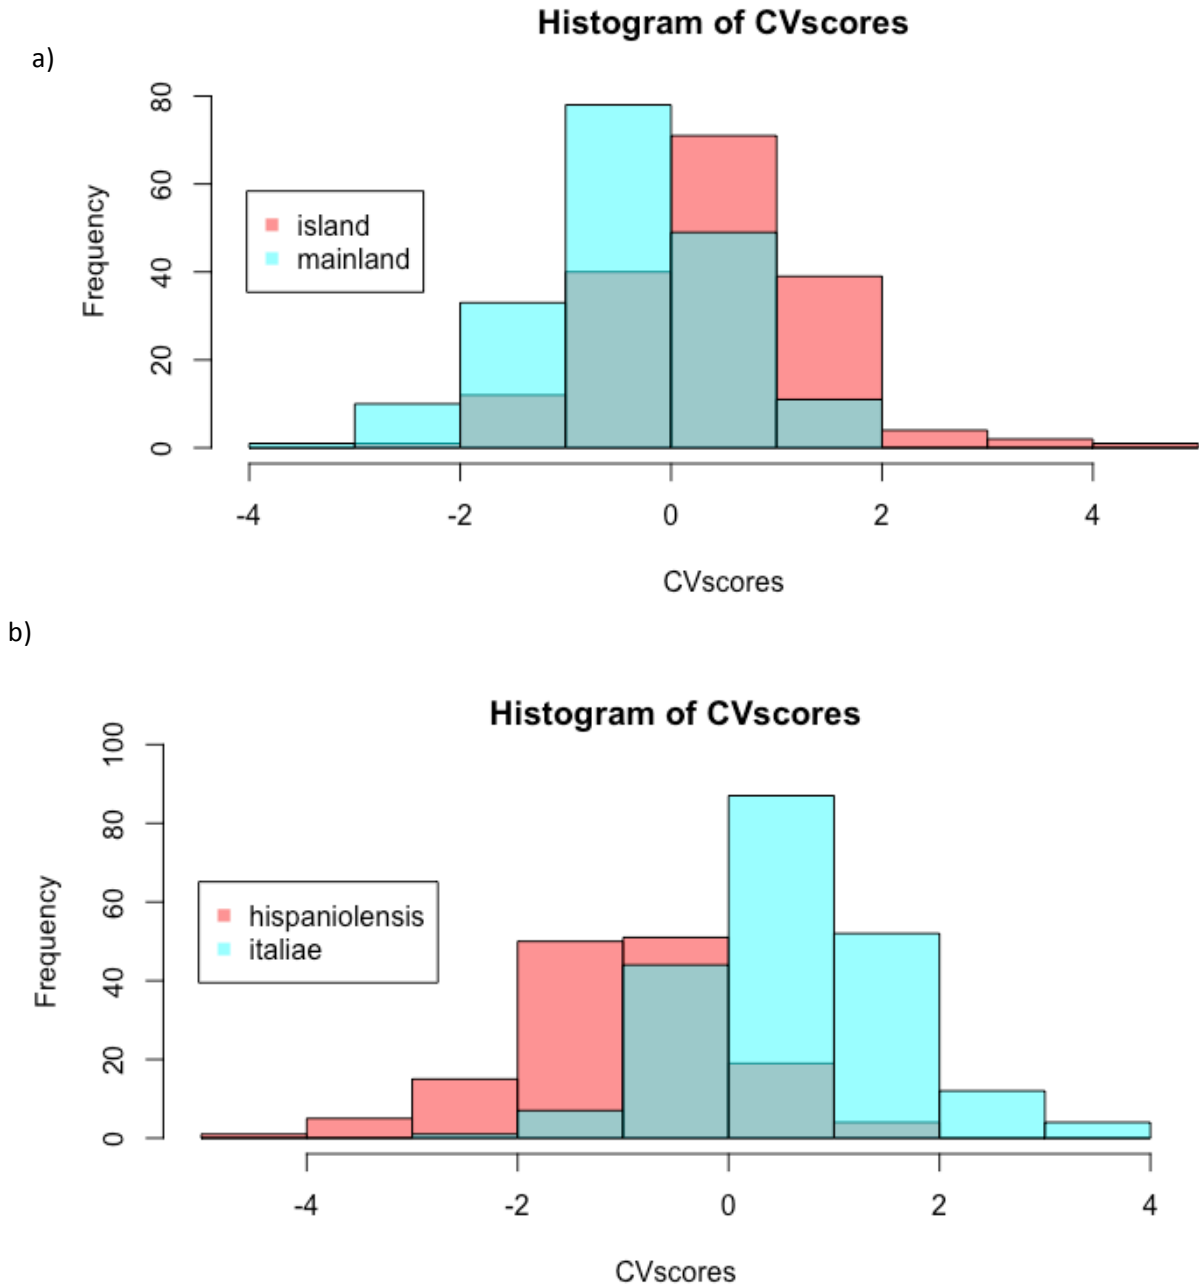 Histogram of CVscores
a)
80
60
40
20
0
Frequency
island
mainland
-4 -2 0 2 4
CVscores
b)
Histogram of CVscores
100
80
60
40
20
0
Frequency
hispaniolensis
italiae
-4 -2 0 2 4
CVscores